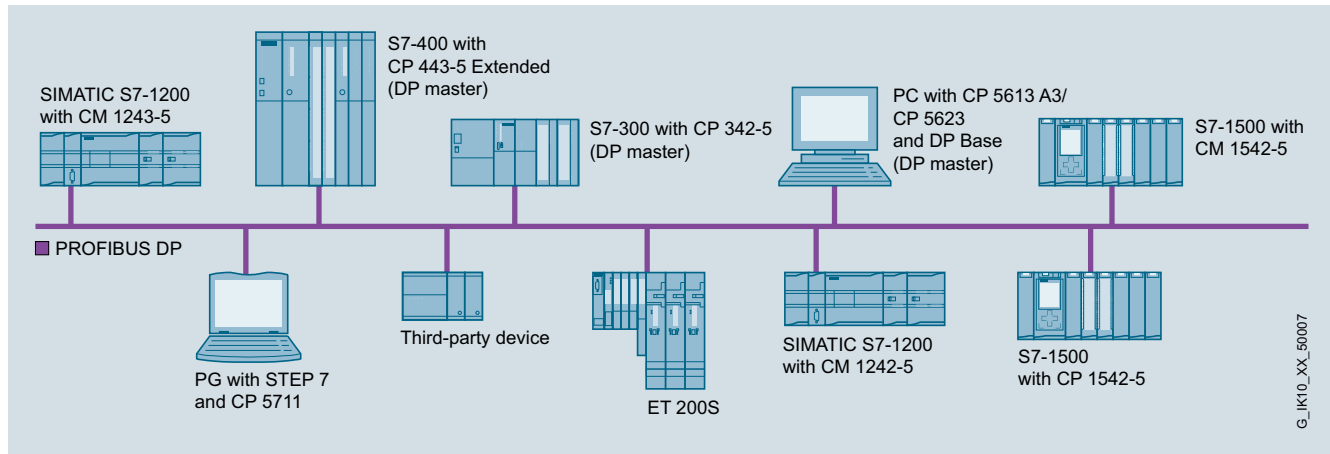 SIMATIC S7-1200
with CM 1243-5
S7-400 with
CP 443-5 Extended
(DP master)
S7-300 with CP 342-5
(DP master)
PC with CP 5613 A3/
CP 5623
and DP Base
(DP master)
S7-1500 with
CM 1542-5
PROFIBUS DP
PG with STEP 7
and CP 5711
Third-party device
ET 200S
SIMATIC S7-1200
with CM 1242-5
S7-1500
with CP 1542-5
G_IK10_XX_50007